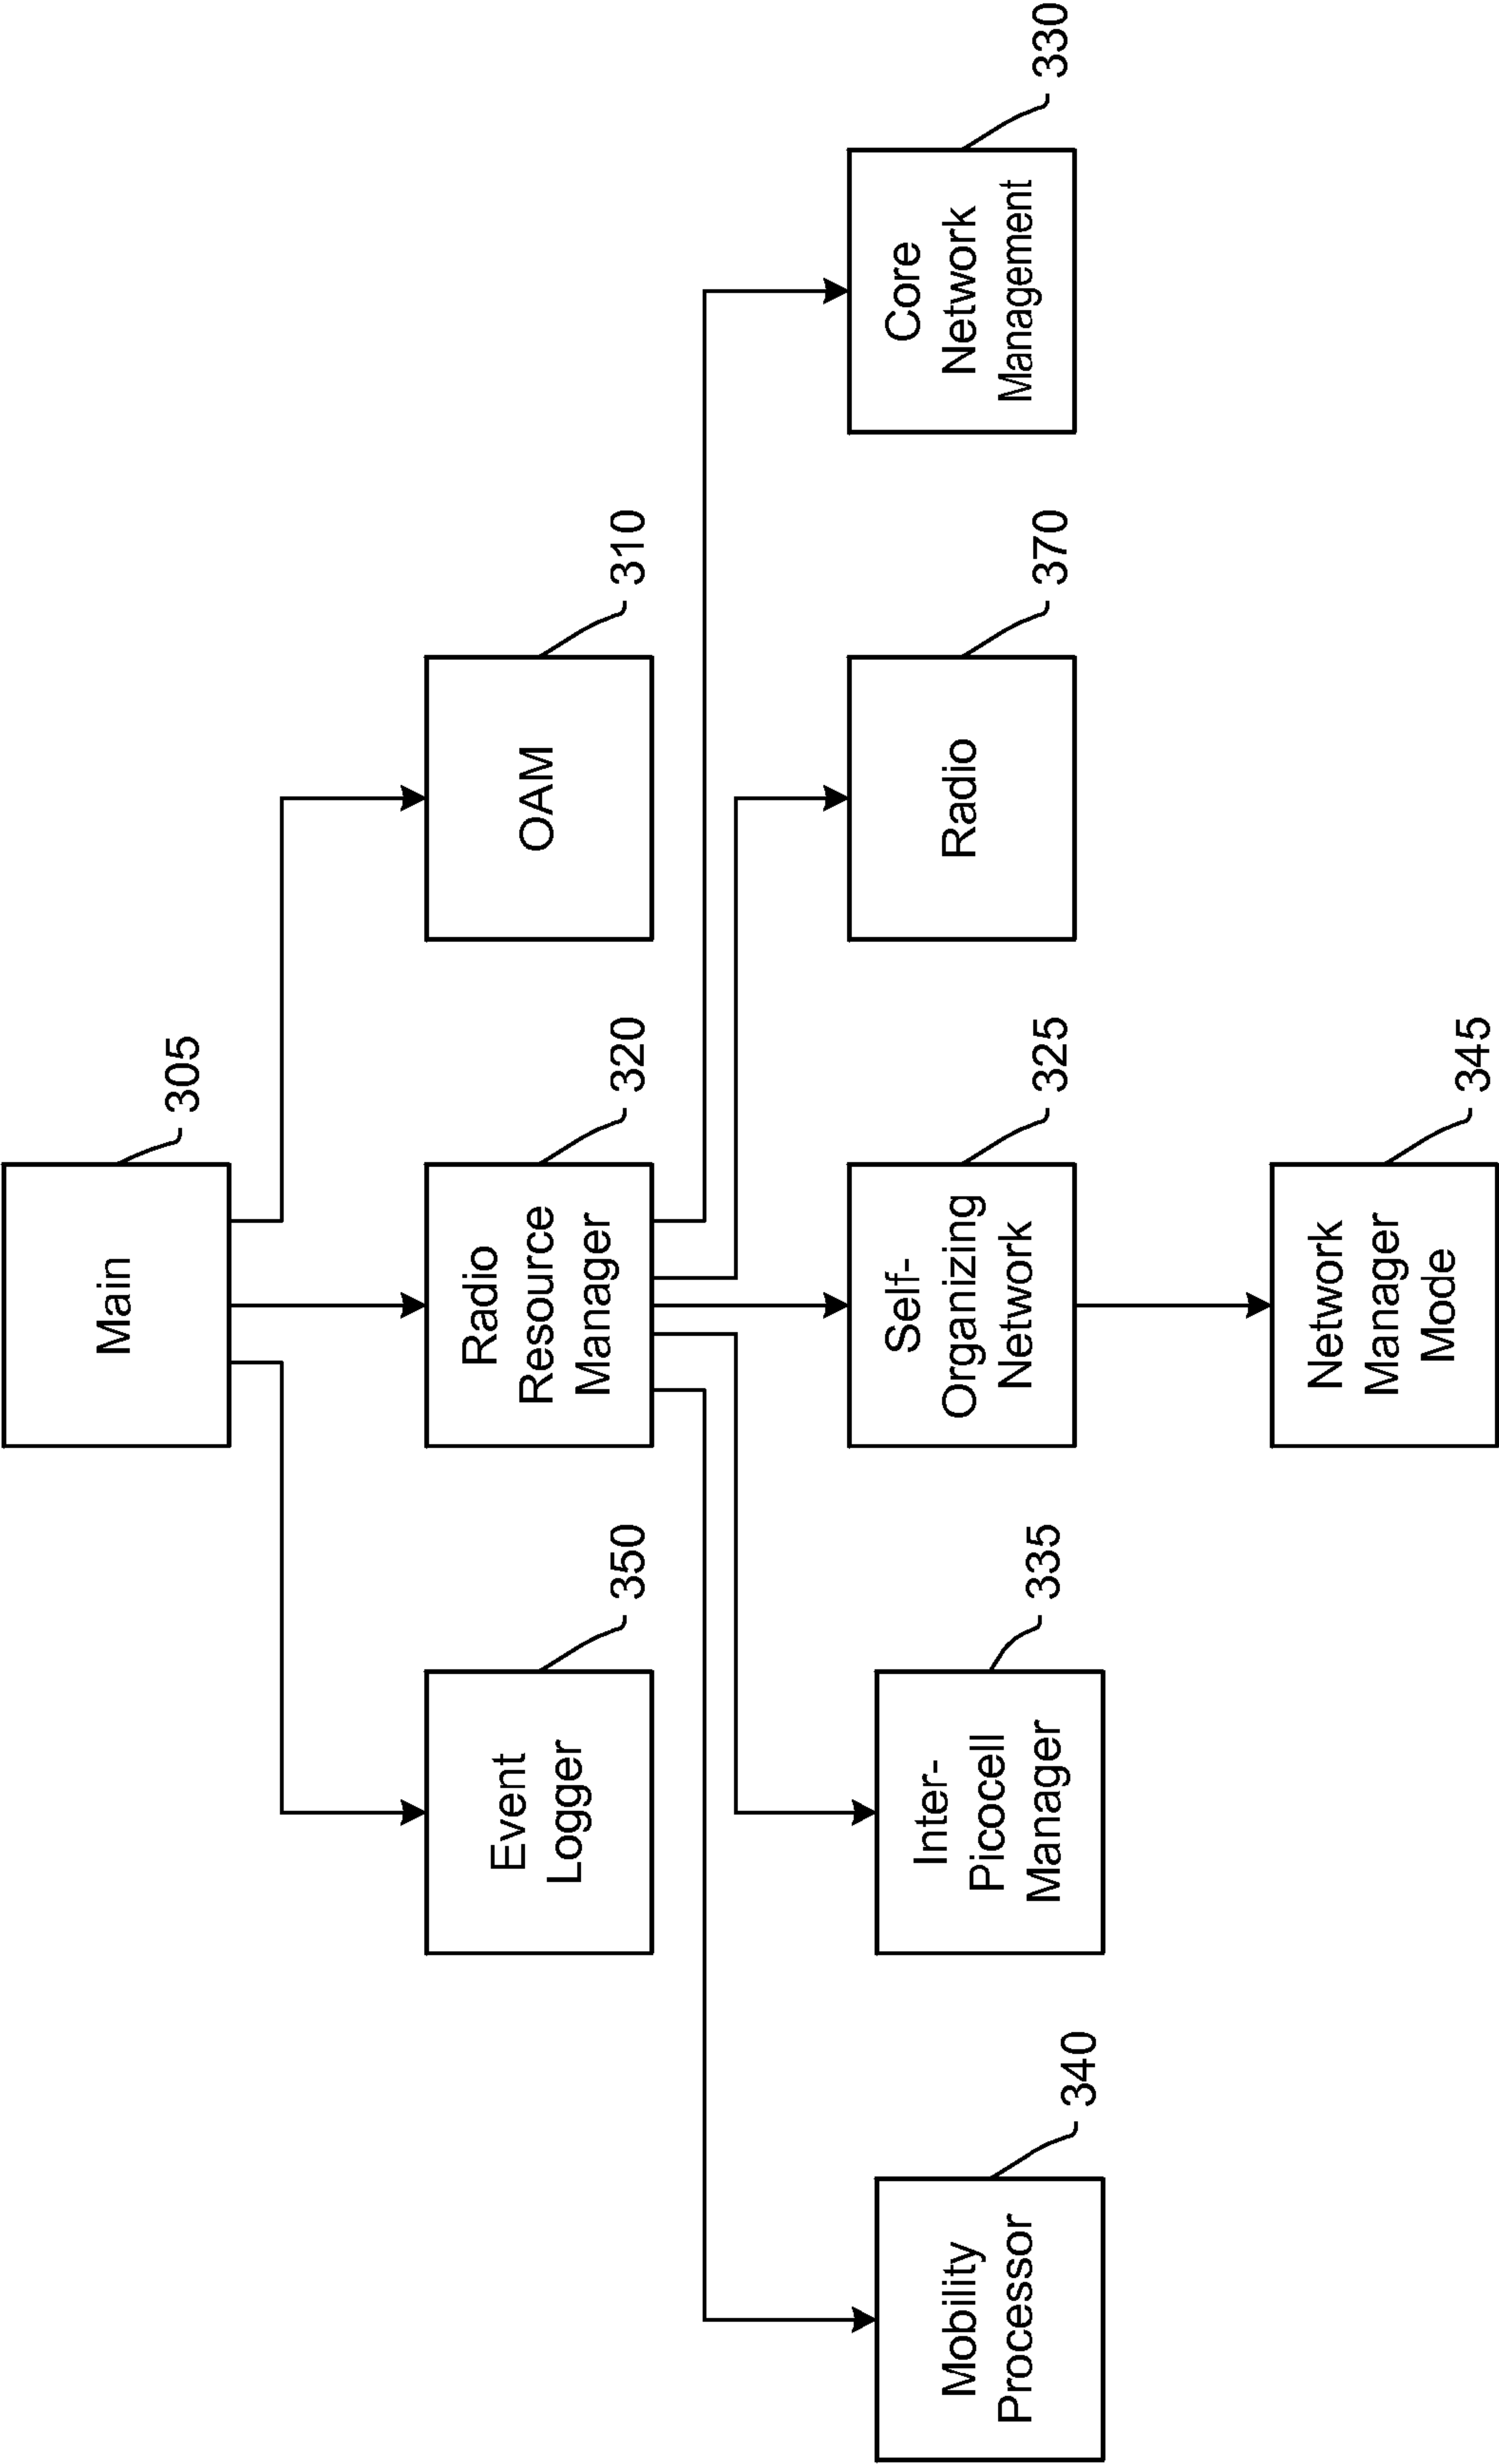 Main
305
Event
Logger
350
Radio
Resource
Manager
320
OAM
310
Mobility
Processor
340
Inter-
Picocell
Manager
335
Self-
Organizing
Network
325
Radio
370
Core
Network
Management
330
Network
Manager
Mode
345